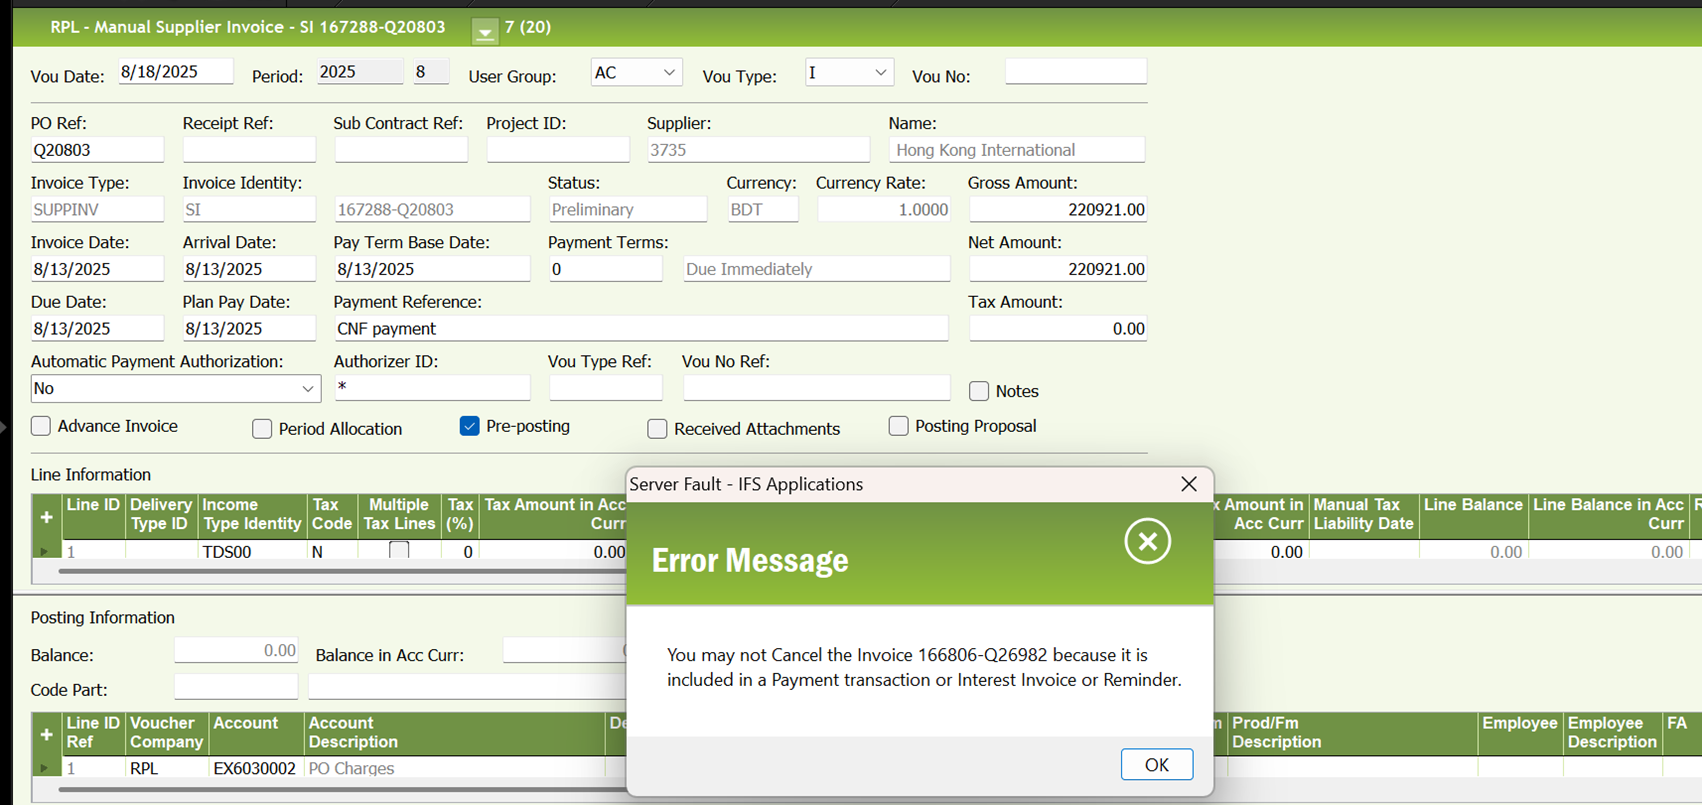 RPL - Manual Supplier Invoice - SI 167288-Q20803 7 (20)
Vou Date: 8/18/2025 Period: 2025 8 User Group: AC Vou Type: I Vou No:
PO Ref: Receipt Ref: Sub Contract Ref: Project ID: Supplier: Name:
Q20803 3735 Hong Kong International
Invoice Type: Invoice Identity: Status: Currency: Currency Rate: Gross Amount:
SUPPINV SI 167288-Q20803 Preliminary BDT 1.0000 220921.00
Invoice Date: Arrival Date: Pay Term Base Date: Payment Terms: Net Amount:
8/13/2025 8/13/2025 8/13/2025 0 Due Immediately 220921.00
Due Date: Plan Pay Date: Payment Reference: Tax Amount:
8/13/2025 8/13/2025 CNF payment 0.00
Automatic Payment Authorization: Authorizer ID: Vou Type Ref: Vou No Ref:
No * Notes
Advance Invoice Period Allocation Pre-posting Received Attachments Posting Proposal
Line Information
Line ID Delivery Income Tax Multiple Tax Tax Amount in Acc x Amount in Manual Tax Line Balance Line Balance in Acc R
Type ID Type Identity Code Tax Lines (%) Curr Acc Curr Liability Date Curr
1 TDS00 N 0 0.00 0.00 0.00 0.00
Posting Information
Balance: 0.00 Balance in Acc Curr:
Code Part:
Line ID Voucher Account Account De m Prod/Fm Employee Employee FA
Ref Company Description Description Description
1 RPL EX6030002 PO Charges
Server Fault - IFS Applications
Error Message
You may not Cancel the Invoice 166806-Q26982 because it is
included in a Payment transaction or Interest Invoice or Reminder.
OK